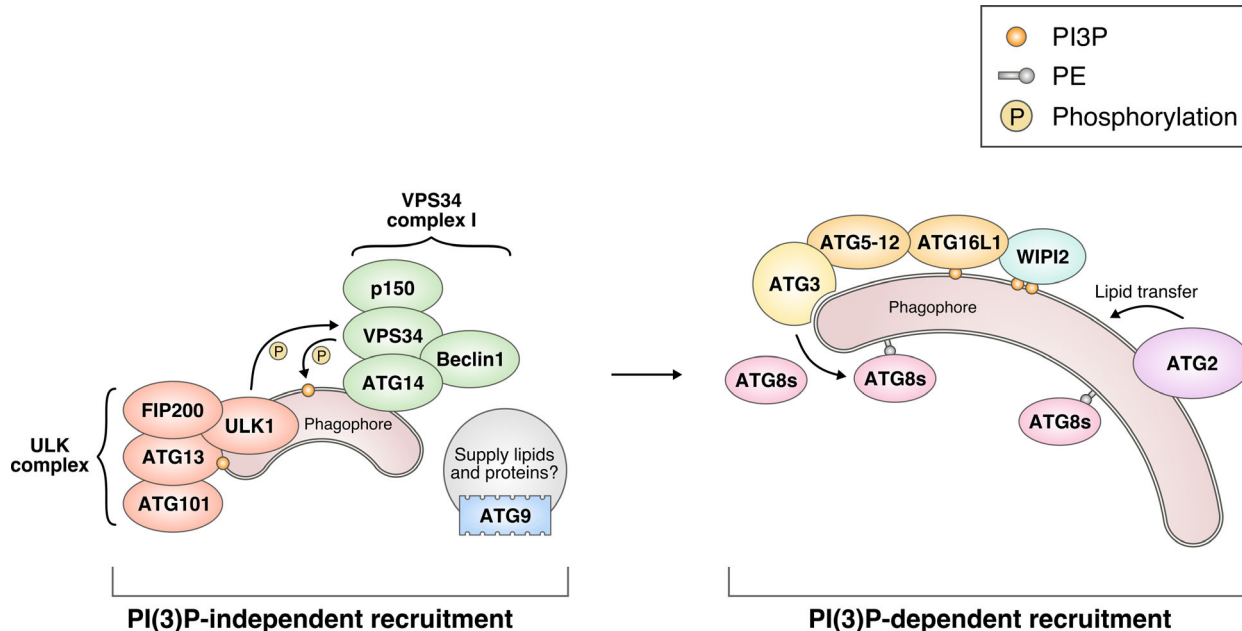 PI3P
PE
P
Phosphorylation
VPS34
complex I
p150
VPS34
Beclin1
ATG14
P
P
FIP200
ULK1
ATG13
ATG101
ULK
complex
Phagophore
Supply lipids
and proteins?
ATG9
PI(3)P-independent recruitment
ATG5-12
ATG16L1
WIPI2
ATG3
Phagophore
Lipid transfer
ATG2
ATG8s
ATG8s
ATG8s
PI(3)P-dependent recruitment